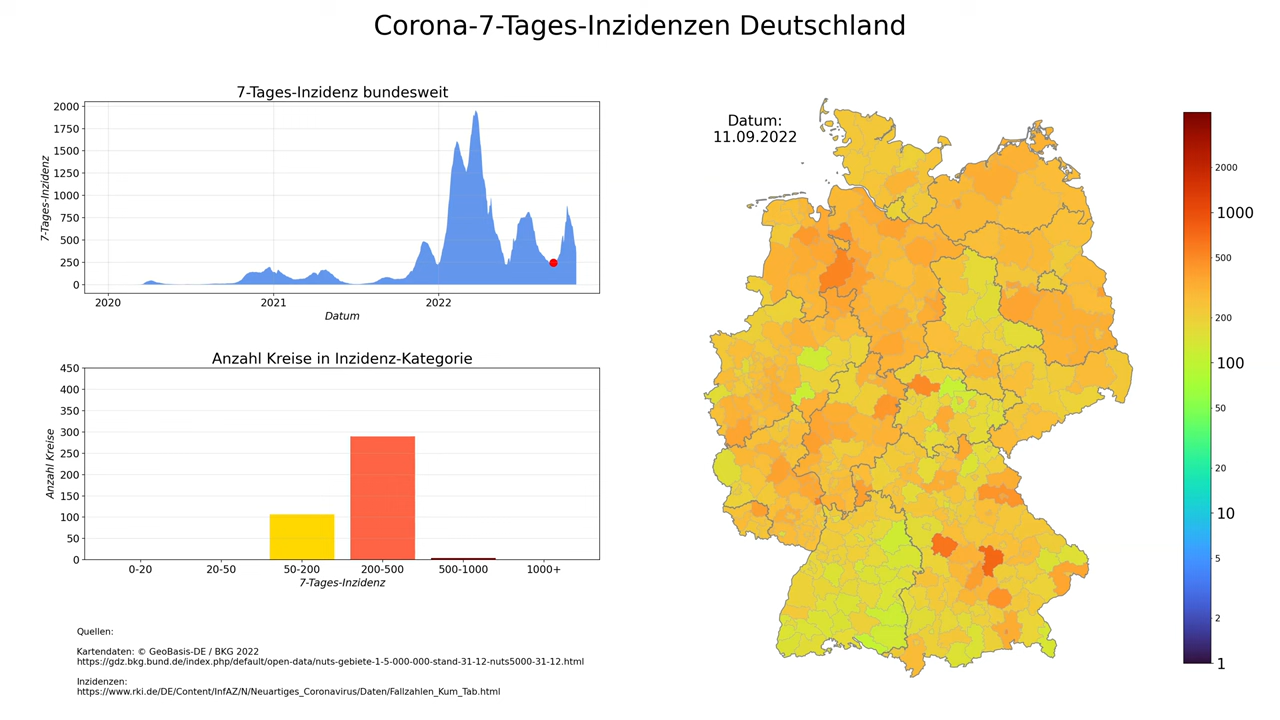 Corona-7-Tages-Inzidenzen Deutschland
7-Tages-Inzidenz bundesweit
2000
1750
1500
1250
1000
750
500
250
0
7-Tages-Inzidenz
2020 2021 2022
Datum
Anzahl Kreise in Inzidenz-Kategorie
450
400
350
300
250
200
150
100
50
0
Anzahl Kreise
0-20 20-50 50-200 200-500 500-1000 1000+
7-Tages-Inzidenz
Quellen:
Kartendaten: © GeoBasis-DE / BKG 2022
https://gdz.bkg.bund.de/index.php/default/open-data/nuts-gebiete-1-5-000-000-stand-31-12-nuts5000-31-12.html
Inzidenzen:
https://www.rki.de/DE/Content/InfAZ/N/Neuartiges_Coronavirus/Daten/Fallzahlen_Kum_Tab.html
Datum:
11.09.2022
2000
1000
500
200
100
50
20
10
5
2
1